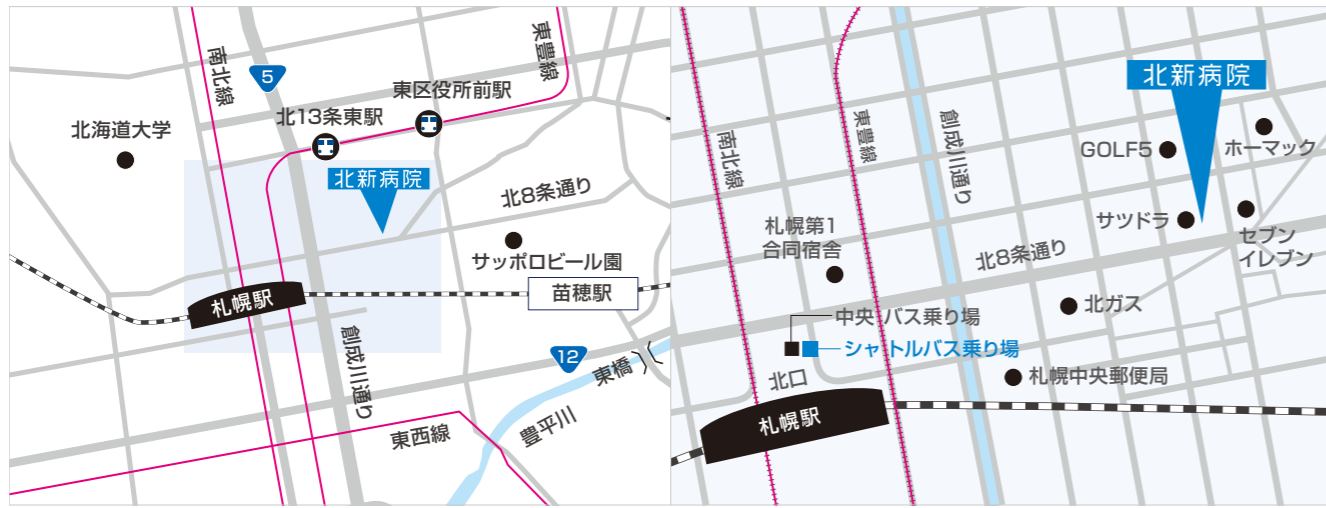 南北線
5
東豊線
東区役所前駅
北13条東駅
北海道大学
北新病院
北8条通り
サッポロビール園
札幌駅
苗穂駅
創成川通り
12
東橋
豊平川
東西線
北新病院
南北線
東豊線
創成川通り
GOLF5
ホーマック
サツドラ
セブン
イレブン
札幌第1
合同宿舎
北8条通り
北ガス
中央 バス乗り場
シャトルバス乗り場
札幌中央郵便局
北口
札幌駅